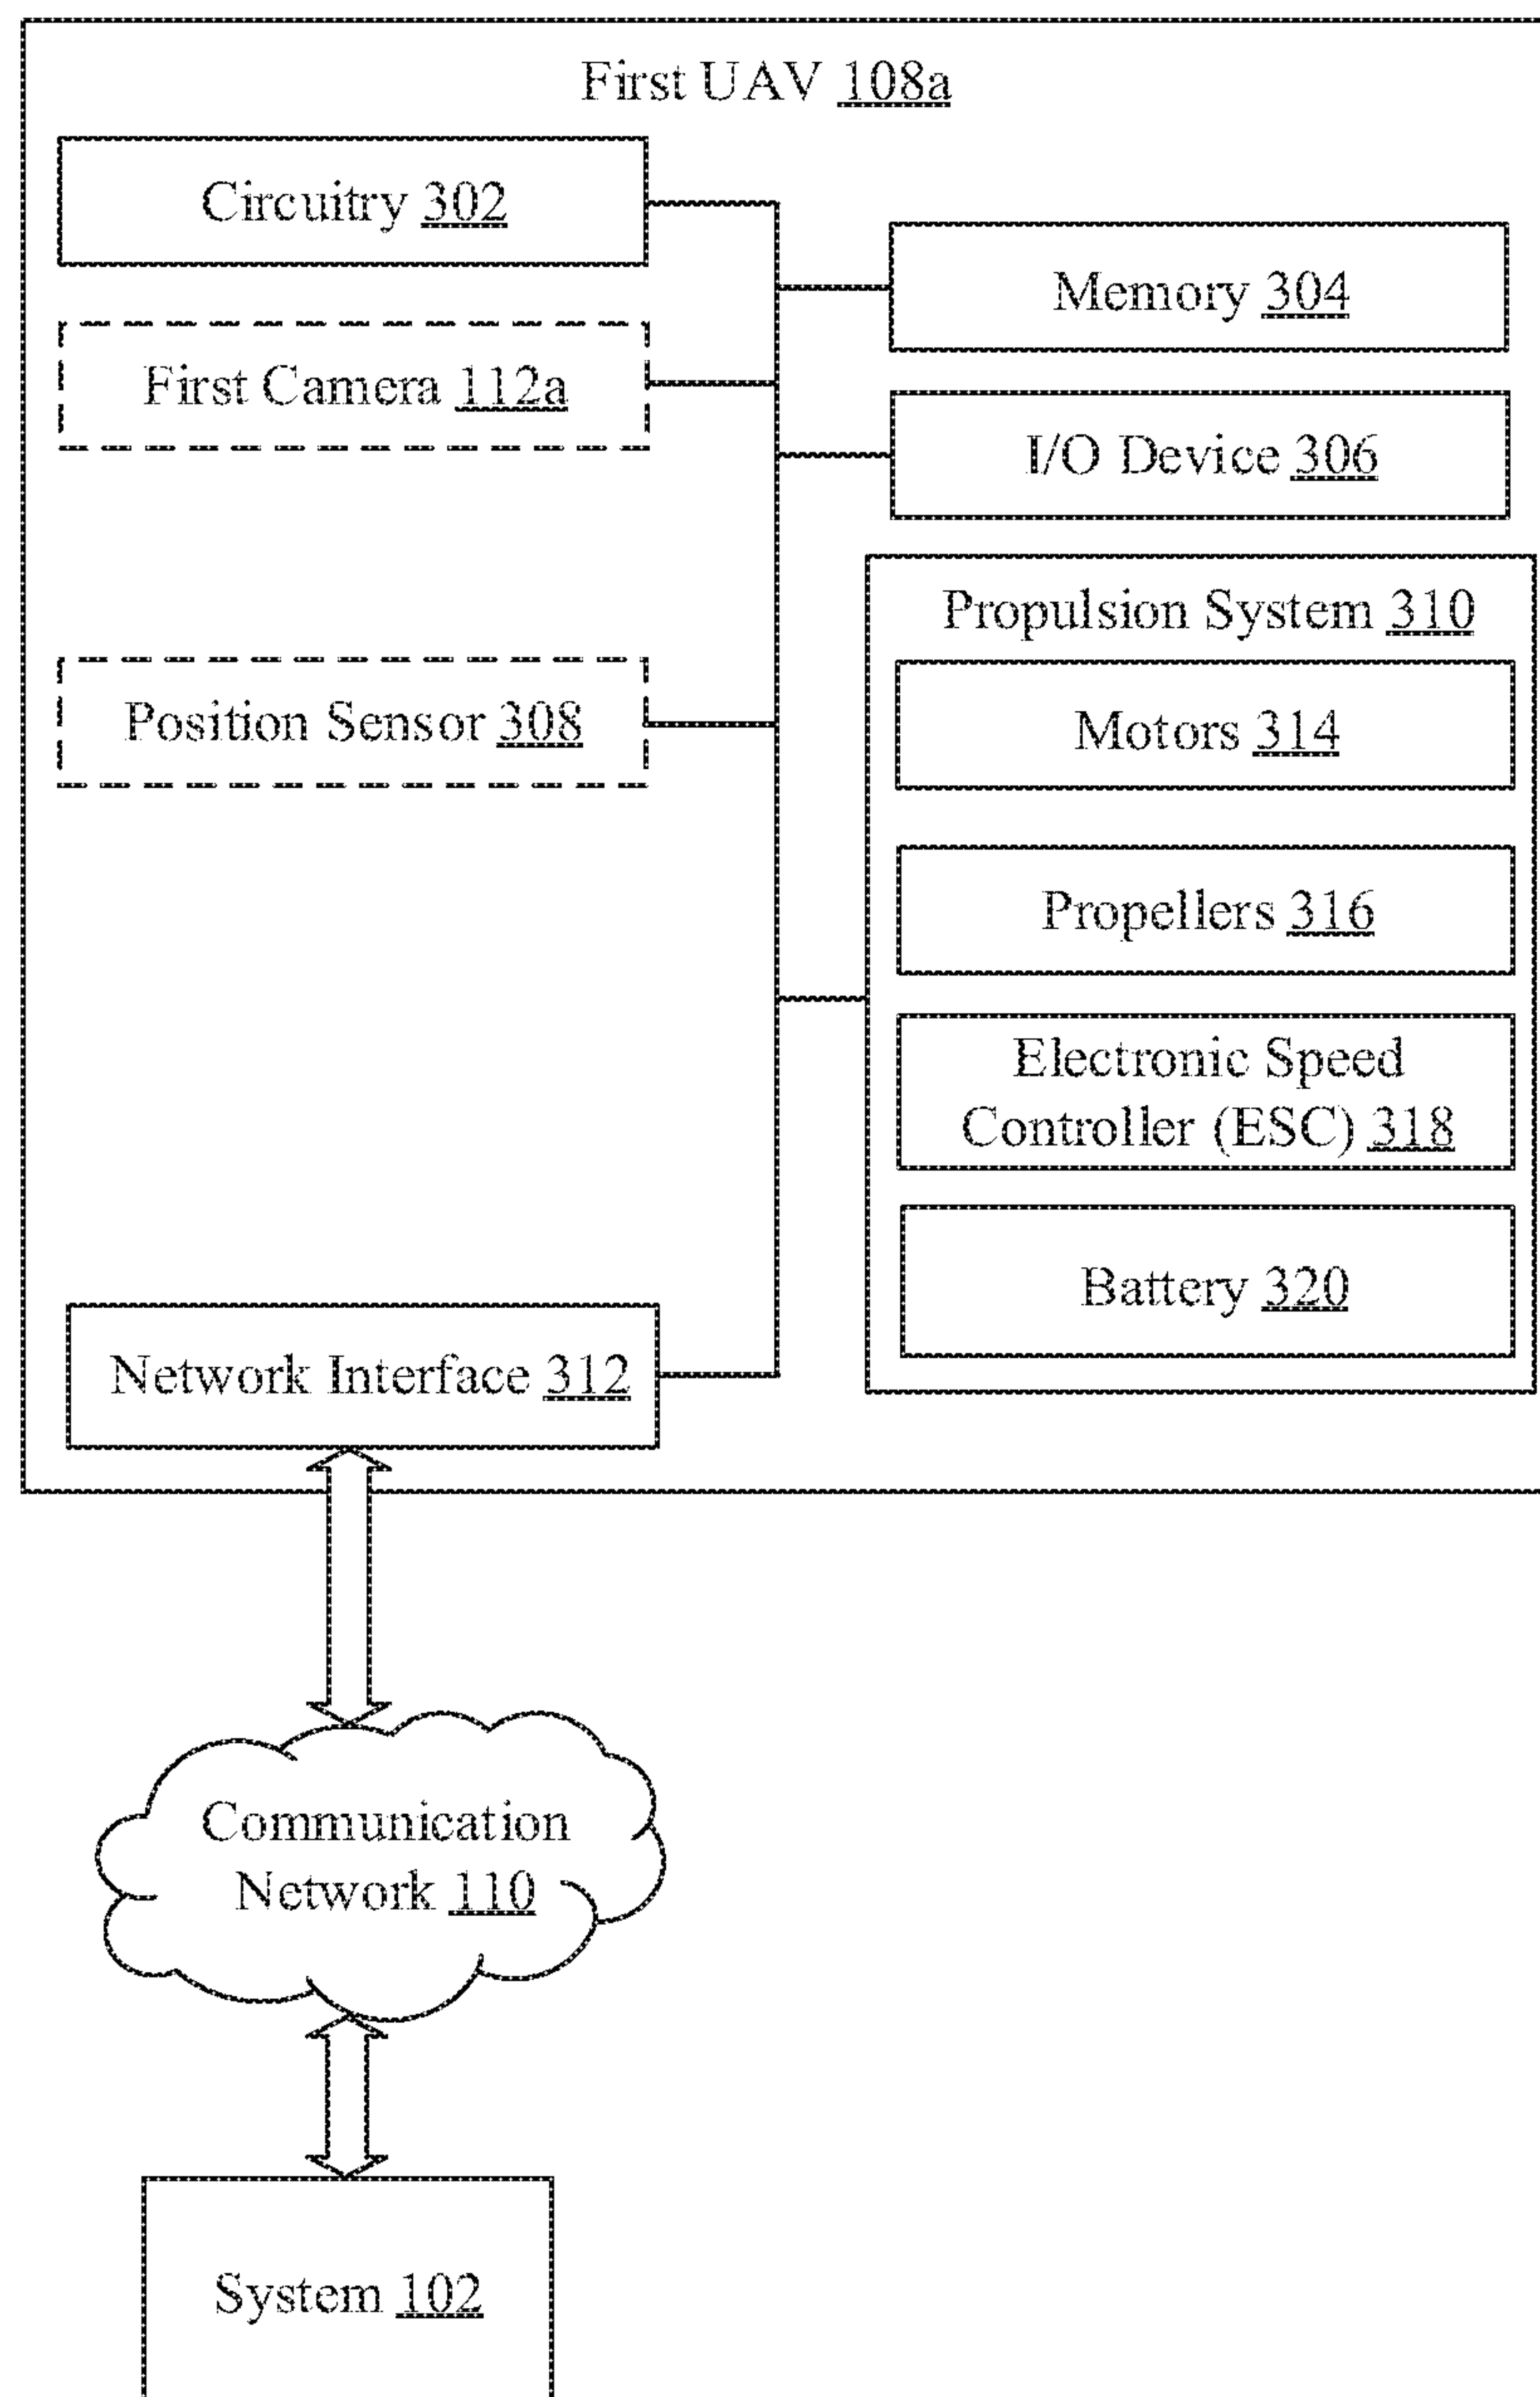 First UAV 108a
Circuitry 302
Memory 304
First Camera 112a
I/O Device 306
Propulsion System 310
Position Sensor 308
Motors 314
Propellers 316
Electronic Speed
Controller (ESC) 318
Battery 320
Network Interface 312
Communication
Network 110
System 102